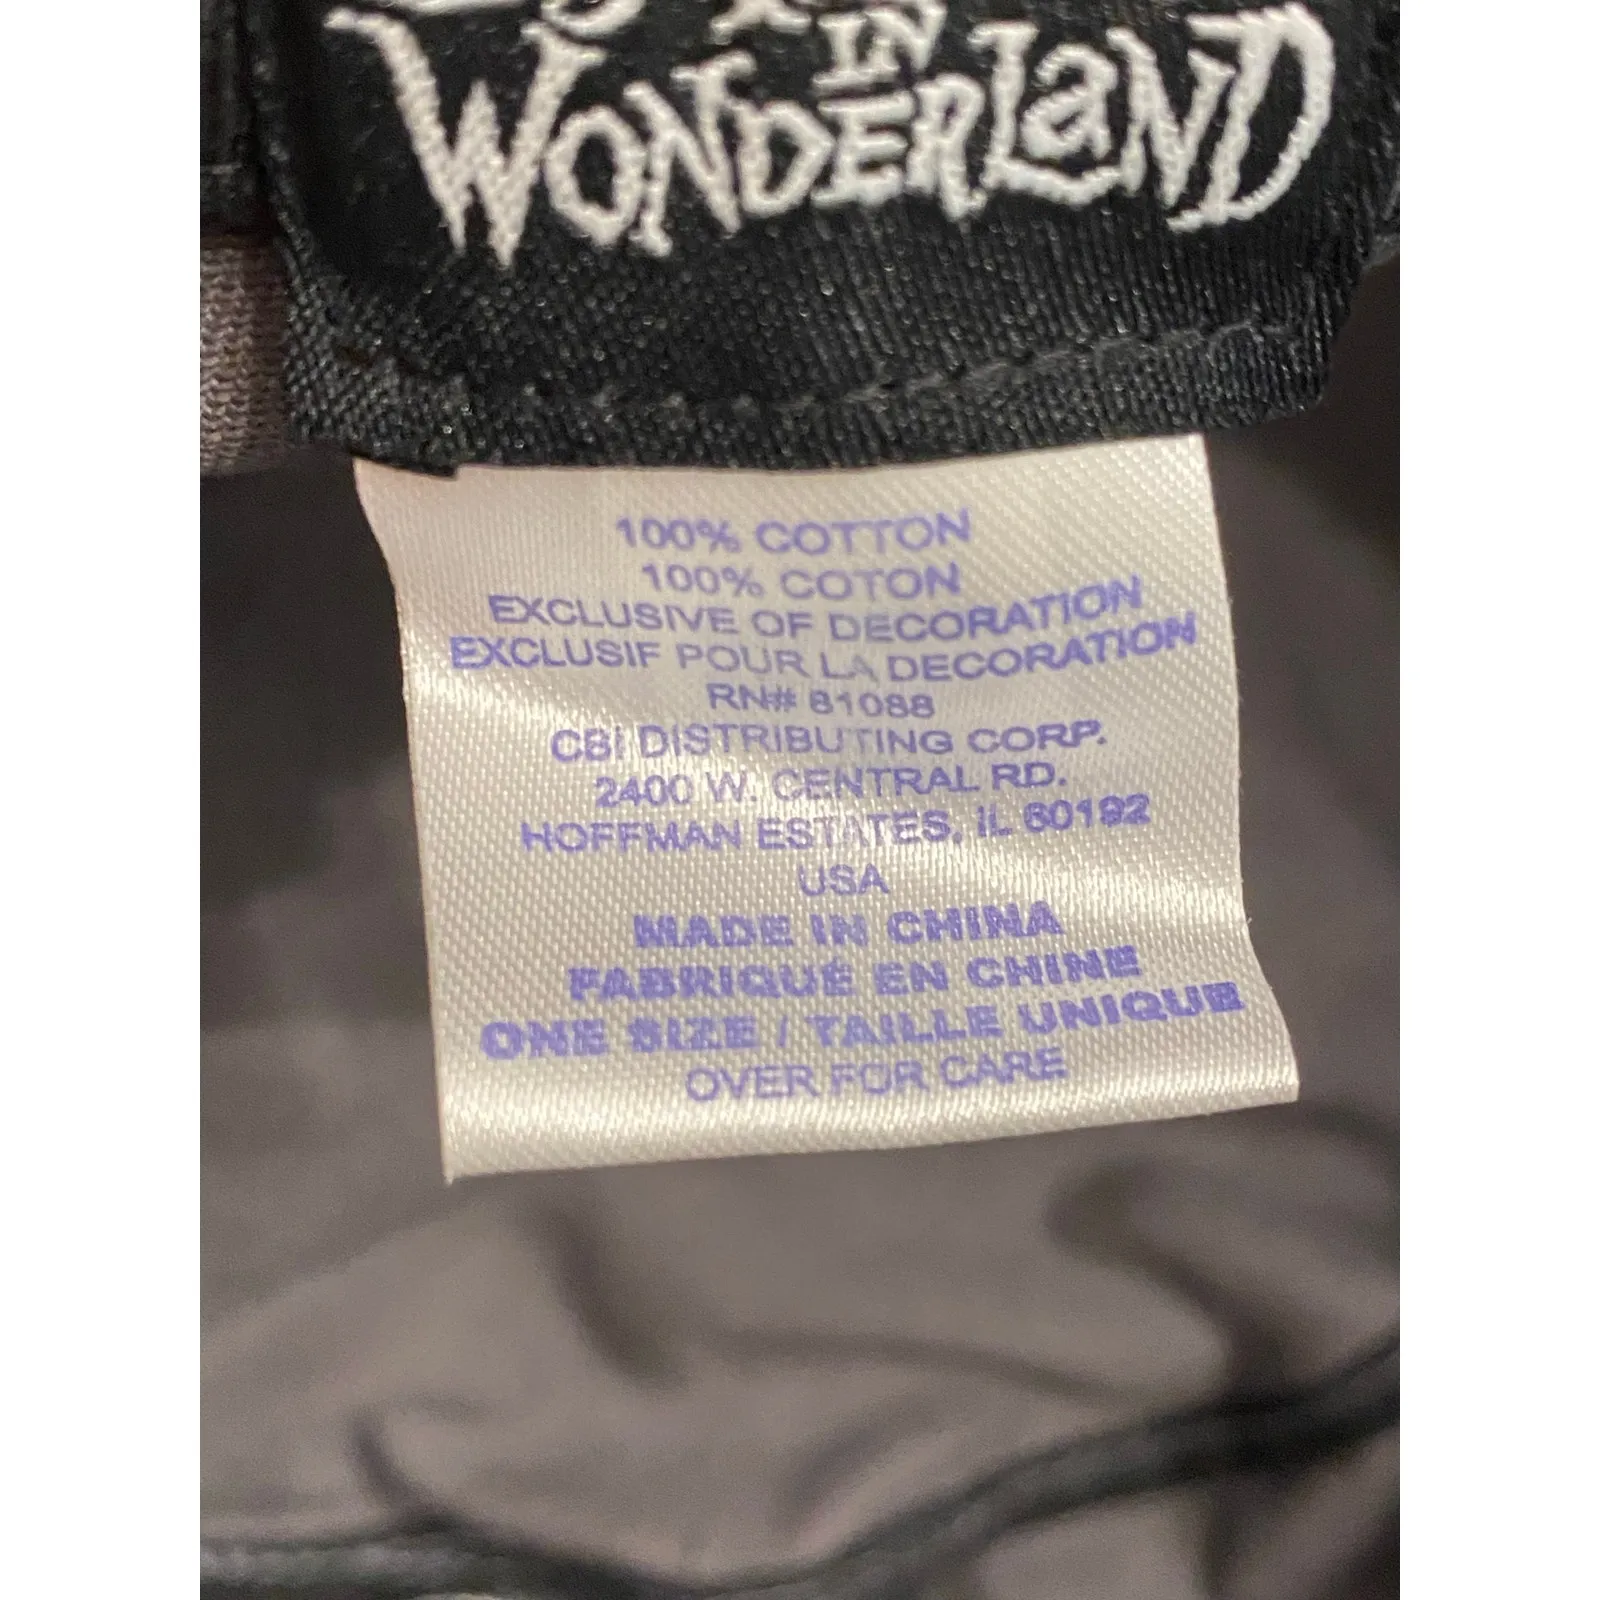 IN
WONDERLAND
100% COTTON
100% COTON
EXCLUSIVE OF DECORATION
EXCLUSIF POUR LA DECORATION
RN# 81088
CBI DISTRIBUTING CORP.
2400 W. CENTRAL RD.
HOFFMAN ESTATES, IL 60192
USA
MADE IN CHINA
FABRIQUÉ EN CHINE
ONE SIZE / TAILLE UNIQUE
OVER FOR CARE